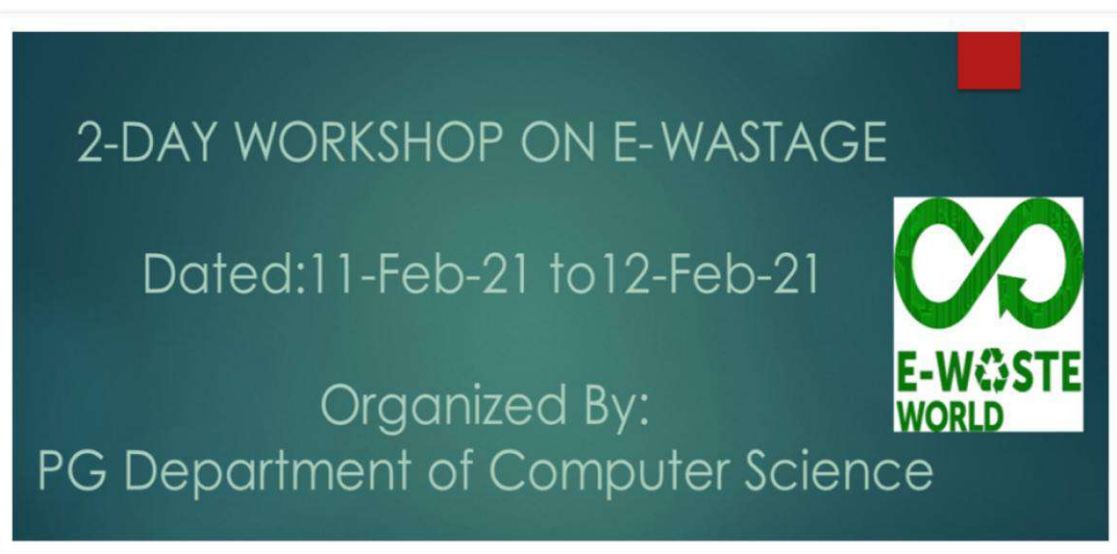 2-DAY WORKSHOP ON E-WASTAGE
Dated:11-Feb-21 to12-Feb-21
Organized By:
PG Department of Computer Science
E-W♻STE
WORLD